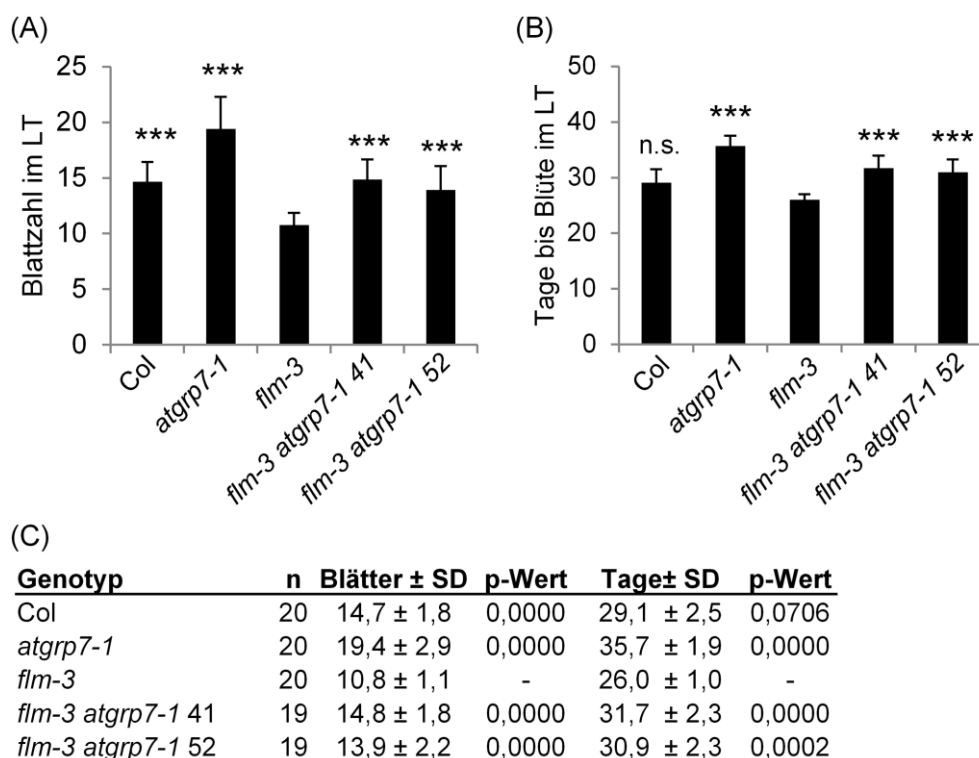 (A)
Blattzahl im LT
25
20
15
10
5
0
***
***
***
***
Col
atgrp7-1
flm-3
flm-3 atgrp7-1 41
flm-3 atgrp7-1 52
(B)
Tage bis Blüte im LT
50
40
30
20
10
0
n.s.
***
***
***
Col
atgrp7-1
flm-3
flm-3 atgrp7-1 41
flm-3 atgrp7-1 52
(C)
Genotyp n Blätter ± SD p-Wert Tage± SD p-Wert
Col 20 14,7 ± 1,8 0,0000 29,1 ± 2,5 0,0706
atgrp7-1 20 19,4 ± 2,9 0,0000 35,7 ± 1,9 0,0000
flm-3 20 10,8 ± 1,1 - 26,0 ± 1,0 -
flm-3 atgrp7-1 41 19 14,8 ± 1,8 0,0000 31,7 ± 2,3 0,0000
flm-3 atgrp7-1 52 19 13,9 ± 2,2 0,0000 30,9 ± 2,3 0,0002